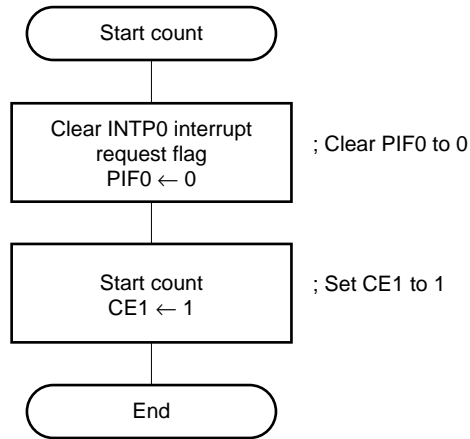 Start count
Clear INTP0 interrupt
request flag
PIF0 ← 0
; Clear PIF0 to 0
Start count
CE1 ← 1
; Set CE1 to 1
End